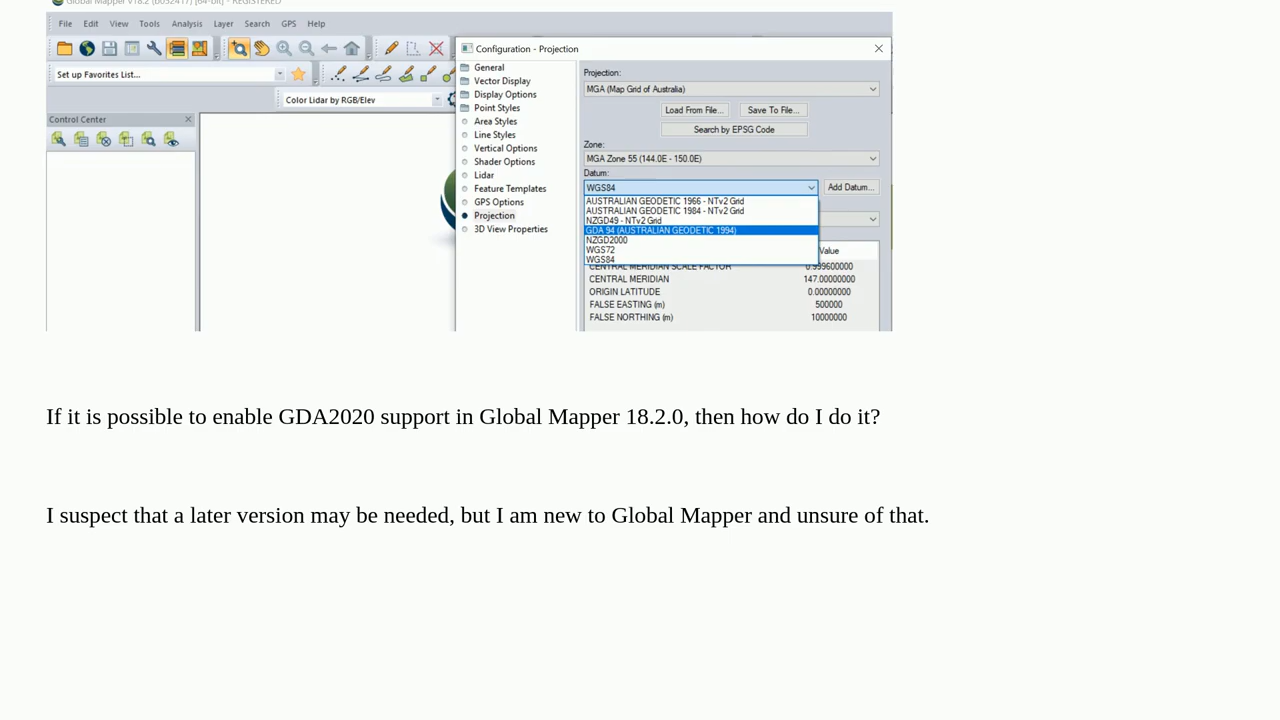 Global Mapper v18.2 (b032417) [64-bit] - REGISTERED
File Edit View Tools Analysis Layer Search GPS Help
Configuration - Projection
Set up Favorites List...
Color Lidar by RGB/Elev
Control Center
General
Vector Display
Display Options
Point Styles
Area Styles
Line Styles
Vertical Options
Shader Options
Lidar
Feature Templates
GPS Options
Projection
3D View Properties
Projection:
MGA (Map Grid of Australia)
Load From File... Save To File...
Search by EPSG Code
Zone:
MGA Zone 55 (144.0E - 150.0E)
Datum:
WGS84 Add Datum...
AUSTRALIAN GEODETIC 1966 - NTv2 Grid
AUSTRALIAN GEODETIC 1984 - NTv2 Grid
NZGD49 - NTv2 Grid
GDA 94 (AUSTRALIAN GEODETIC 1994)
NZGD2000
WGS72
WGS84
Value
CENTRAL MERIDIAN SCALE FACTOR 0.999600000
CENTRAL MERIDIAN 147.00000000
ORIGIN LATITUDE 0.00000000
FALSE EASTING (m) 500000
FALSE NORTHING (m) 10000000
If it is possible to enable GDA2020 support in Global Mapper 18.2.0, then how do I do it?
I suspect that a later version may be needed, but I am new to Global Mapper and unsure of that.